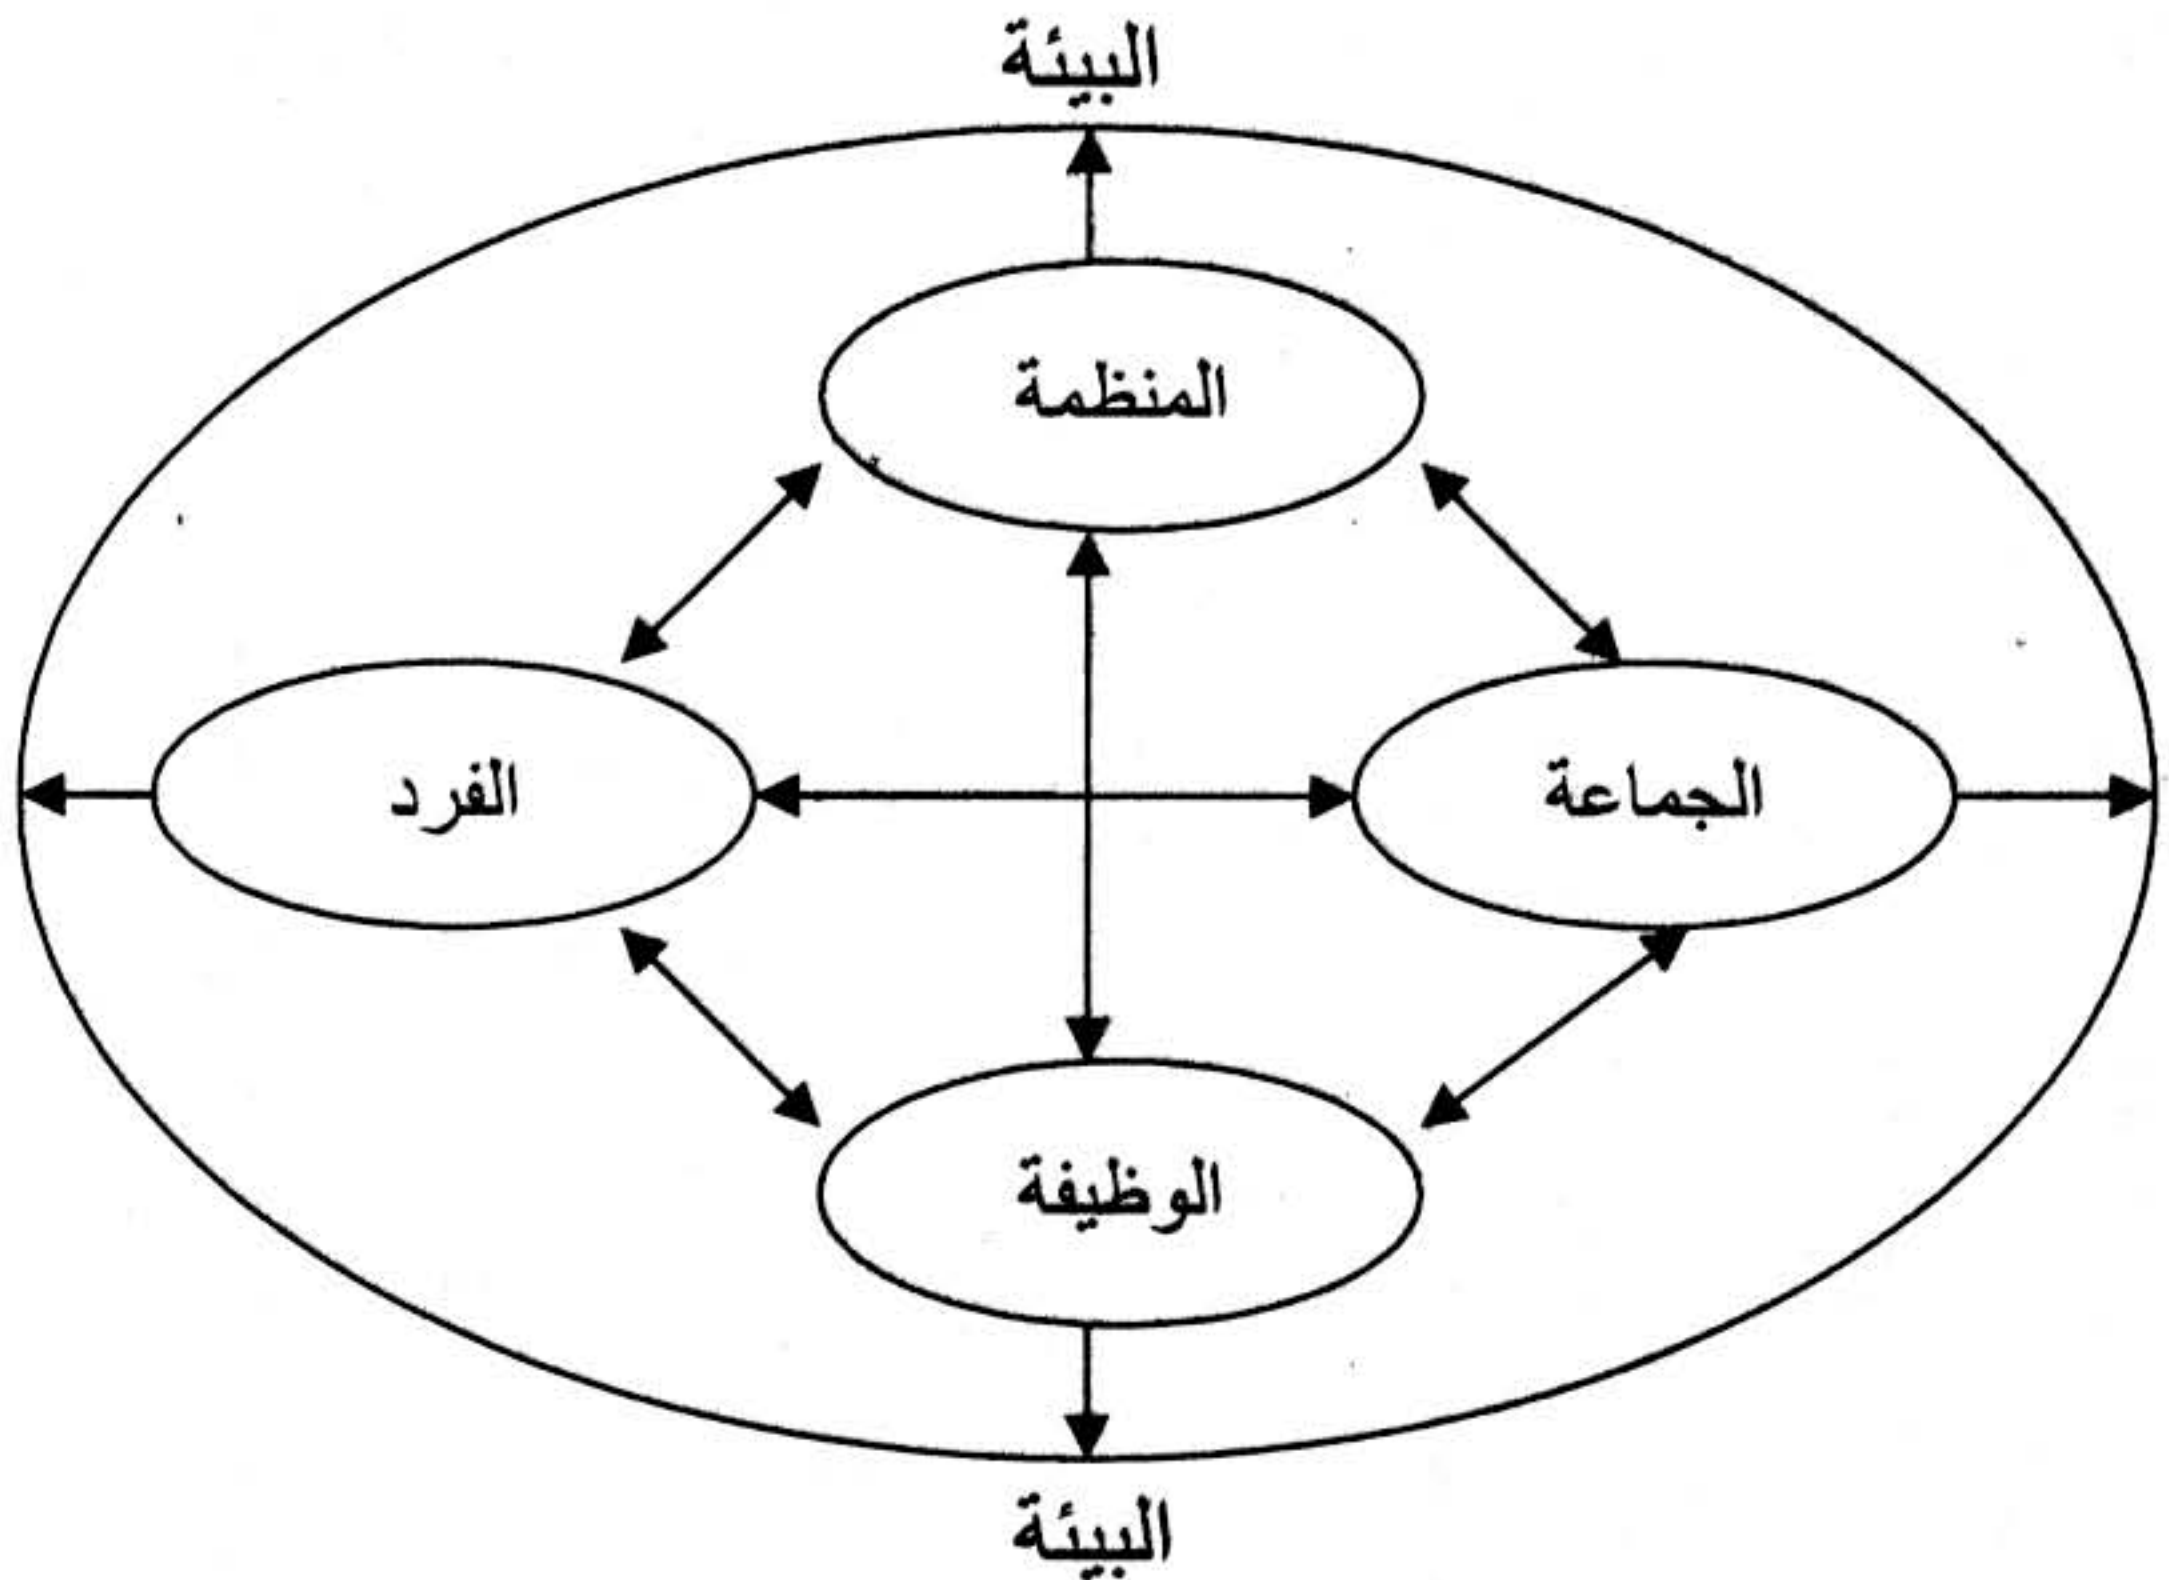 البيئة
المنظمة
الجماعة
الفرد
الوظيفة
البيئة